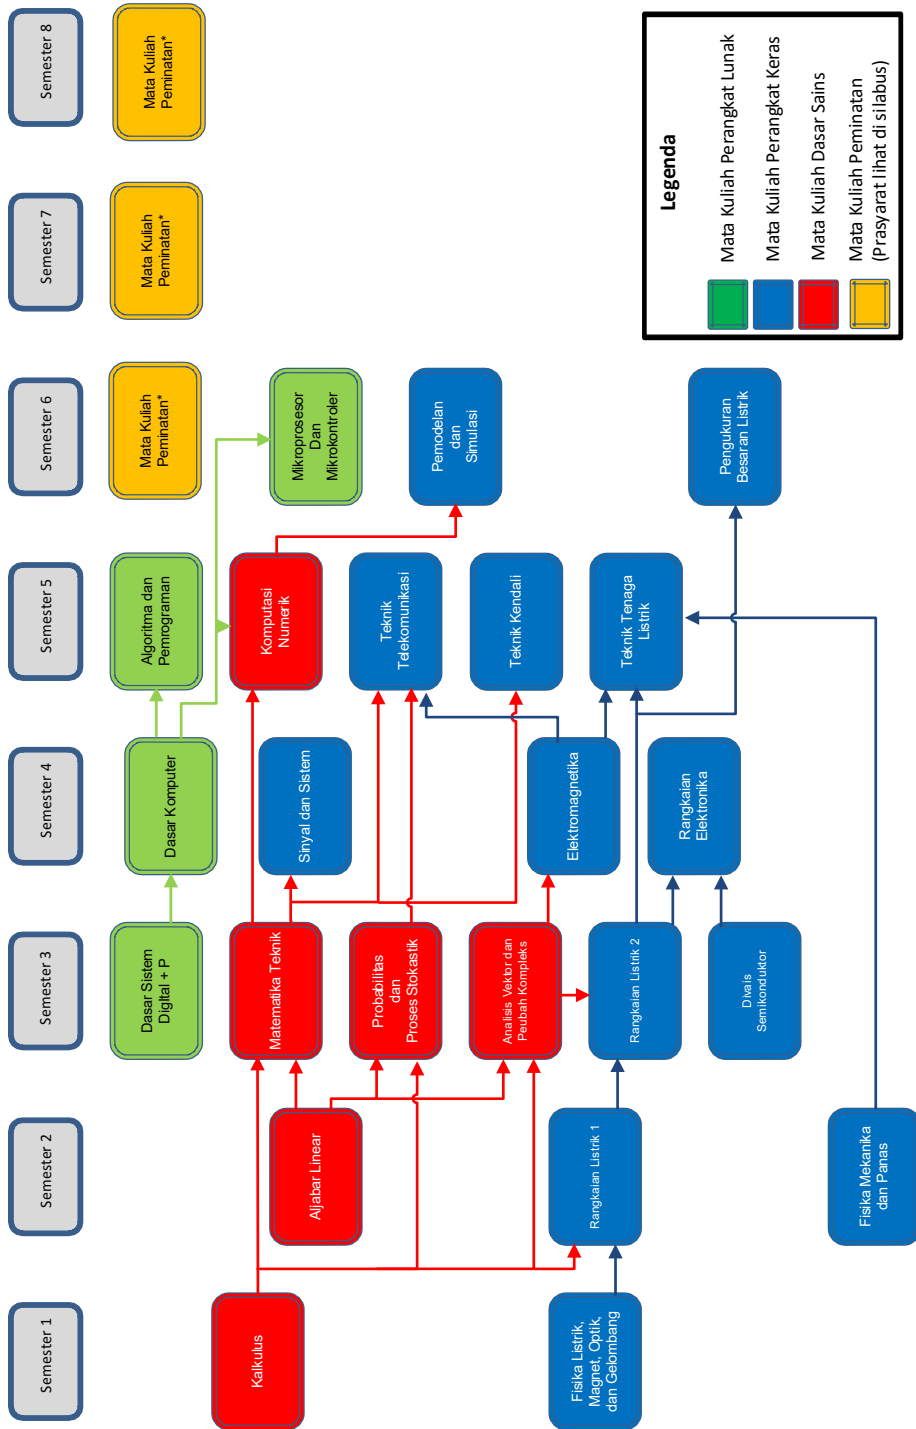 Semester 1
Semester 2
Semester 3
Semester 4
Semester 5
Semester 6
Semester 7
Semester 8
Dasar Sistem
Digital + P
Dasar Komputer
Algoritma dan
Pemrograman
Mata Kuliah
Peminatan*
Mata Kuliah
Peminatan*
Mata Kuliah
Peminatan*
Kalkulus
Aljabar Linear
Matematika Teknik
Sinyal dan Sistem
Komputasi
Numerik
Mikroprosesor
Dan
Mikrokontroler
Probabilitas
dan
Proses Stokastik
Teknik
Telekomunikasi
Pemodelan
dan
Simulasi
Analisis Vektor dan
Peubah Kompleks
Elektromagnetika
Teknik Kendali
Fisika Listrik,
Magnet, Optik,
dan Gelombang
Rangkaian Listrik 1
Rangkaian Listrik 2
Rangkaian
Elektronika
Teknik Tenaga
Listrik
Divais
Semikonduktor
Pengukuran
Besaran Listrik
Fisika Mekanika
dan Panas
Legenda
Mata Kuliah Perangkat Lunak
Mata Kuliah Perangkat Keras
Mata Kuliah Dasar Sains
Mata Kuliah Peminatan
(Prasyarat lihat di silabus)